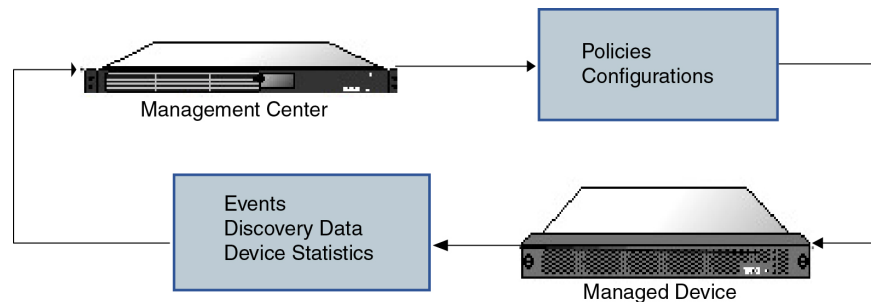 Management Center
Policies
Configurations
Events
Discovery Data
Device Statistics
Managed Device